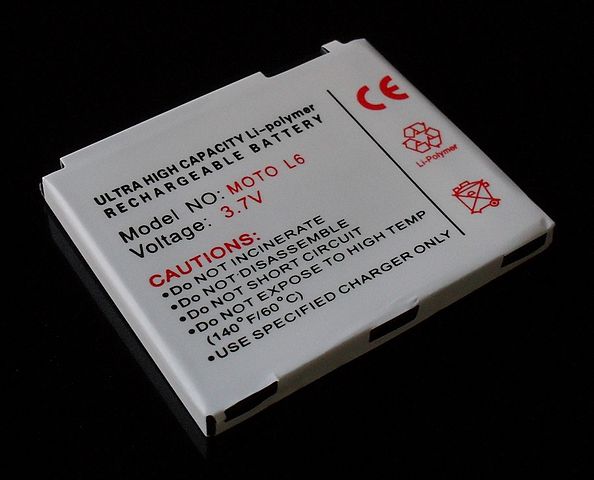 ULTRA HIGH CAPACITY Li-polymer
RECHARGEABLE BATTERY
Model NO: MOTO L6
Voltage: 3.7V
CAUTIONS:
•Do NOT INCINERATE
•Do NOT DISASSEMBLE
•Do NOT SHORT CIRCUIT
•Do NOT EXPOSE TO HIGH TEMP
(140°F/60°C)
•USE SPECIFIED CHARGER ONLY
CE
Li-Polymer